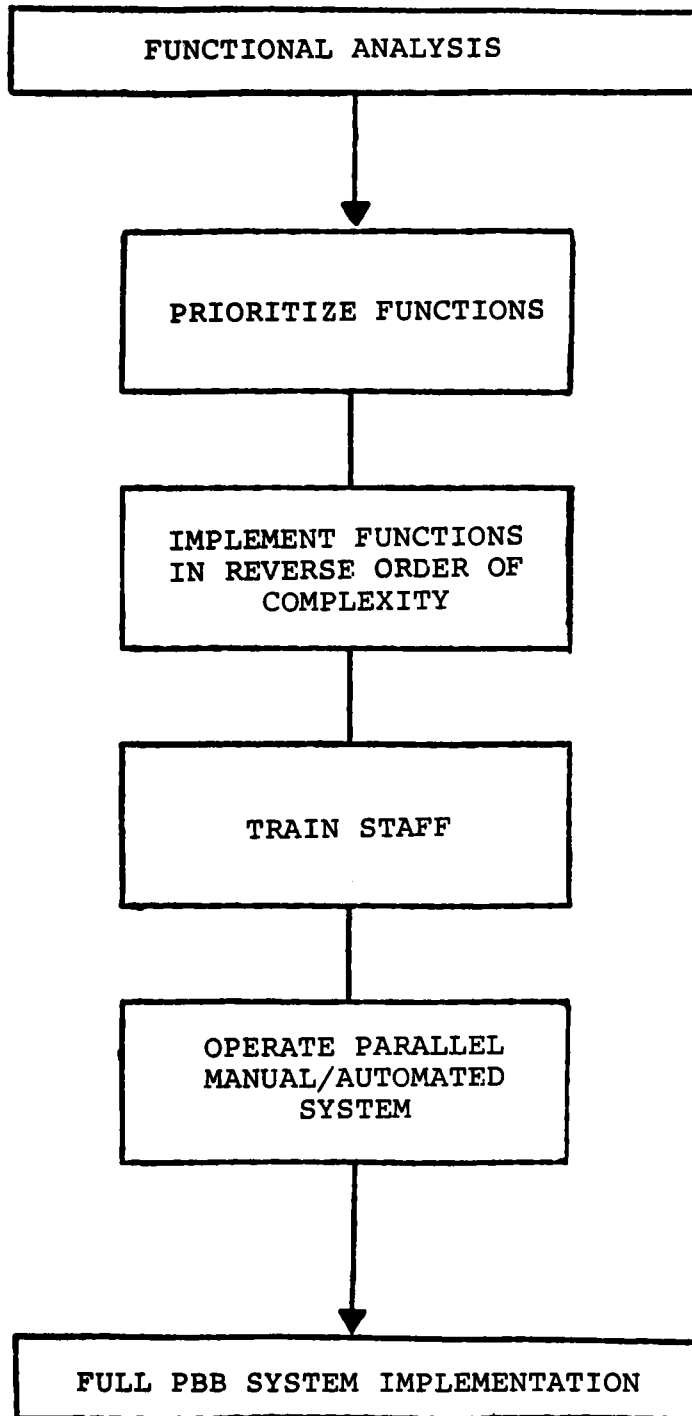 FUNCTIONAL ANALYSIS
PRIORITIZE FUNCTIONS
IMPLEMENT FUNCTIONS
IN REVERSE ORDER OF
COMPLEXITY
TRAIN STAFF
OPERATE PARALLEL
MANUAL/AUTOMATED
SYSTEM
FULL PBB SYSTEM IMPLEMENTATION